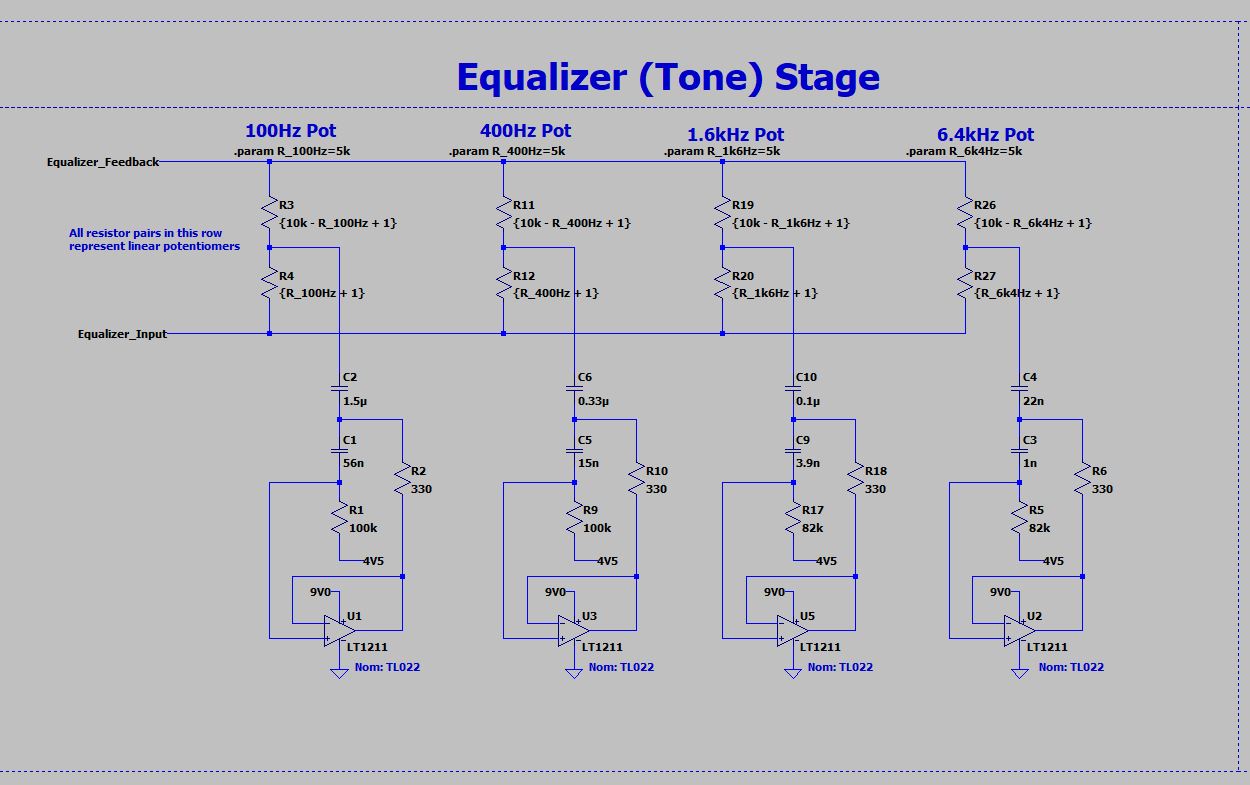 Equalizer (Tone) Stage
100Hz Pot
400Hz Pot
1.6kHz Pot
6.4kHz Pot
.param R_100Hz=5k
.param R_400Hz=5k
.param R_1k6Hz=5k
.param R_6k4Hz=5k
Equalizer_Feedback
R3
{10k - R_100Hz + 1}
R11
{10k - R_400Hz + 1}
R19
{10k - R_1k6Hz + 1}
R26
{10k - R_6k4Hz + 1}
All resistor pairs in this row
represent linear potentiomers
R4
{R_100Hz + 1}
R12
{R_400Hz + 1}
R20
{R_1k6Hz + 1}
R27
{R_6k4Hz + 1}
Equalizer_Input
C2
1.5µ
C6
0.33µ
C10
0.1µ
C4
22n
C1
56n
C5
15n
C9
3.9n
C3
1n
R2
330
R10
330
R18
330
R6
330
R1
100k
R9
100k
R17
82k
R5
82k
4V5
4V5
4V5
4V5
9V0
9V0
9V0
9V0
U1
LT1211
U3
LT1211
U5
LT1211
U2
LT1211
Nom: TL022
Nom: TL022
Nom: TL022
Nom: TL022